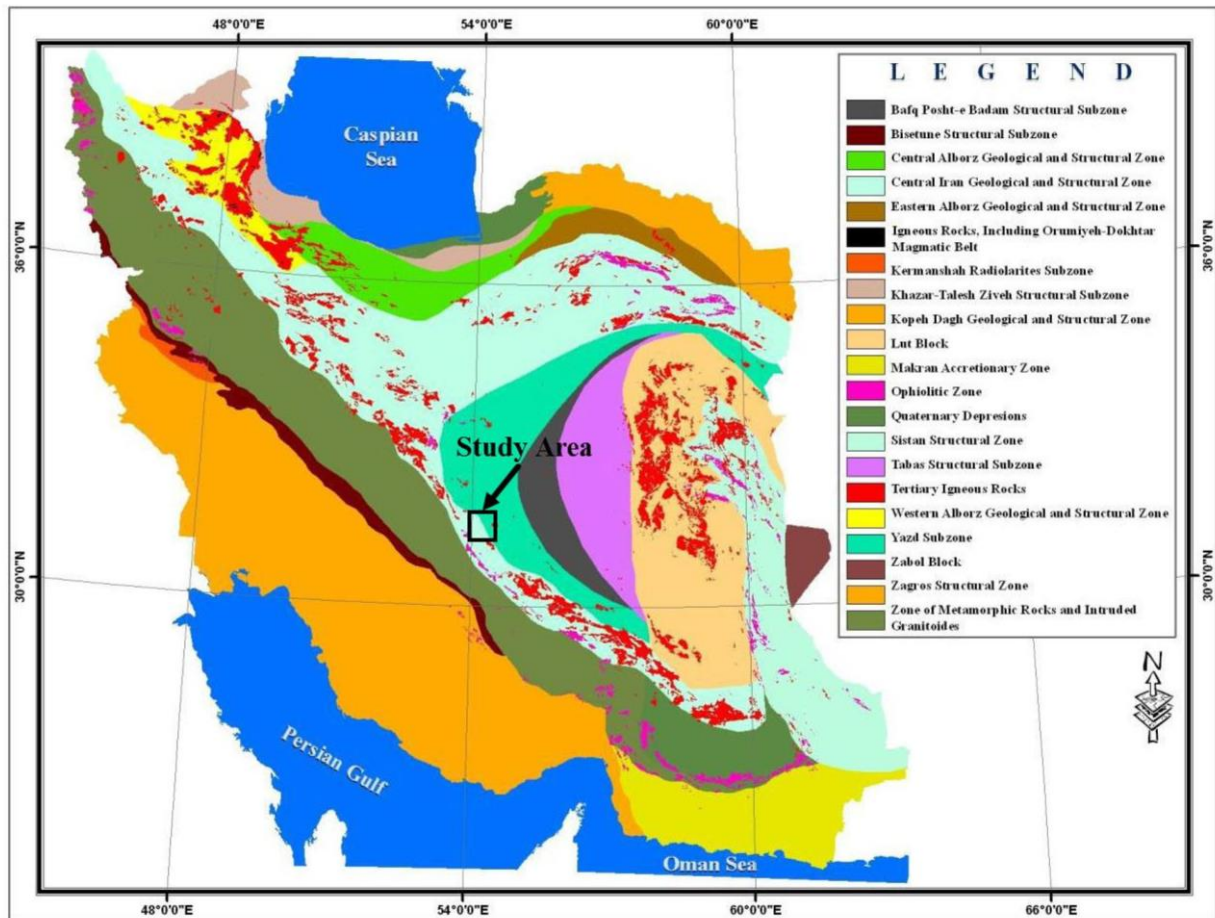 48°0'0"E
54°0'0"E
60°0'0"E
L E G E N D
Bafq Posht-e Badam Structural Subzone
Bisetune Structural Subzone
Central Alborz Geological and Structural Zone
Central Iran Geological and Structural Zone
Eastern Alborz Geological and Structural Zone
Igneous Rocks, Including Orumiyeh-Dokhtar
Magmatic Belt
Kermanshah Radiolarites Subzone
Khazar-Talesh Ziveh Structural Subzone
Kopeh Dagh Geological and Structural Zone
Lut Block
Makran Accretionary Zone
Ophiolitic Zone
Quaternary Depresions
Sistan Structural Zone
Tabas Structural Subzone
Tertiary Igneous Rocks
Western Alborz Geological and Structural Zone
Yazd Subzone
Zabol Block
Zagros Structural Zone
Zone of Metamorphic Rocks and Intruded
Granitoides
Caspian
Sea
36°0'0"N
36°0'0"N
Study Area
30°0'0"N
30°0'0"N
N
Persian Gulf
Oman Sea
48°0'0"E
54°0'0"E
60°0'0"E
66°0'0"E